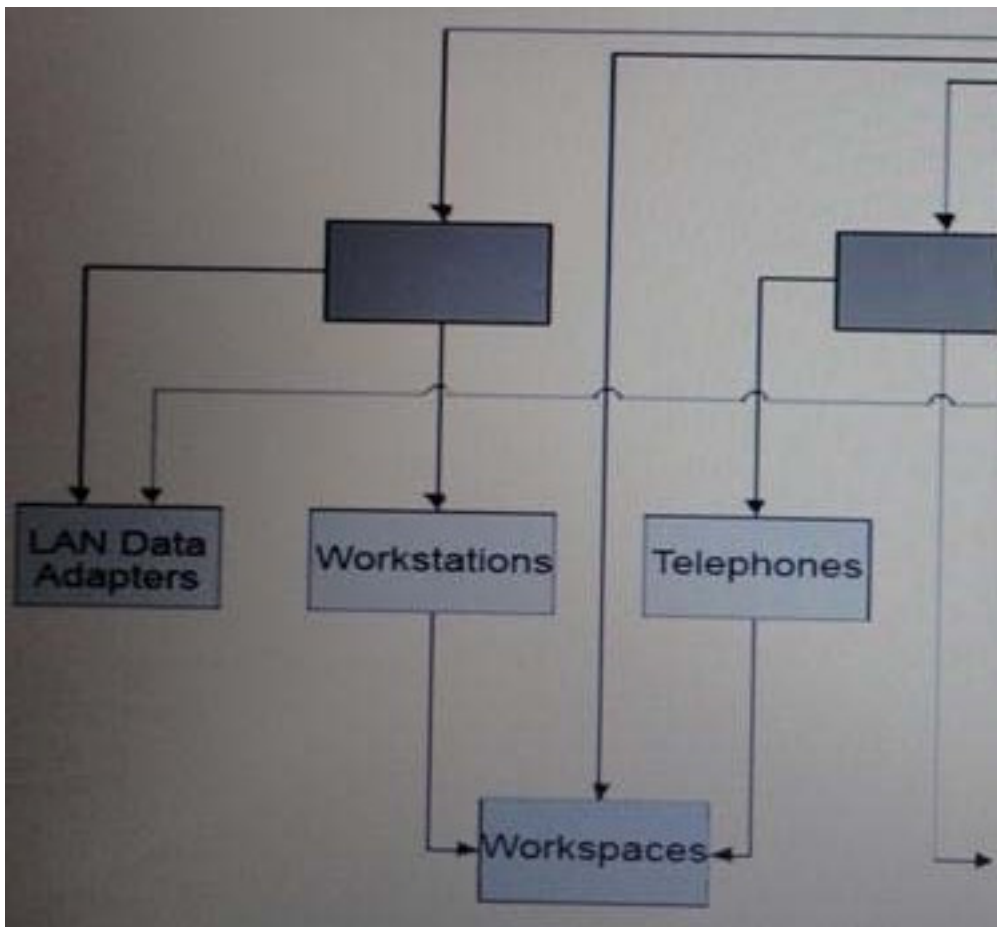 LAN Data
Adapters
Workstations
Telephones
Workspaces